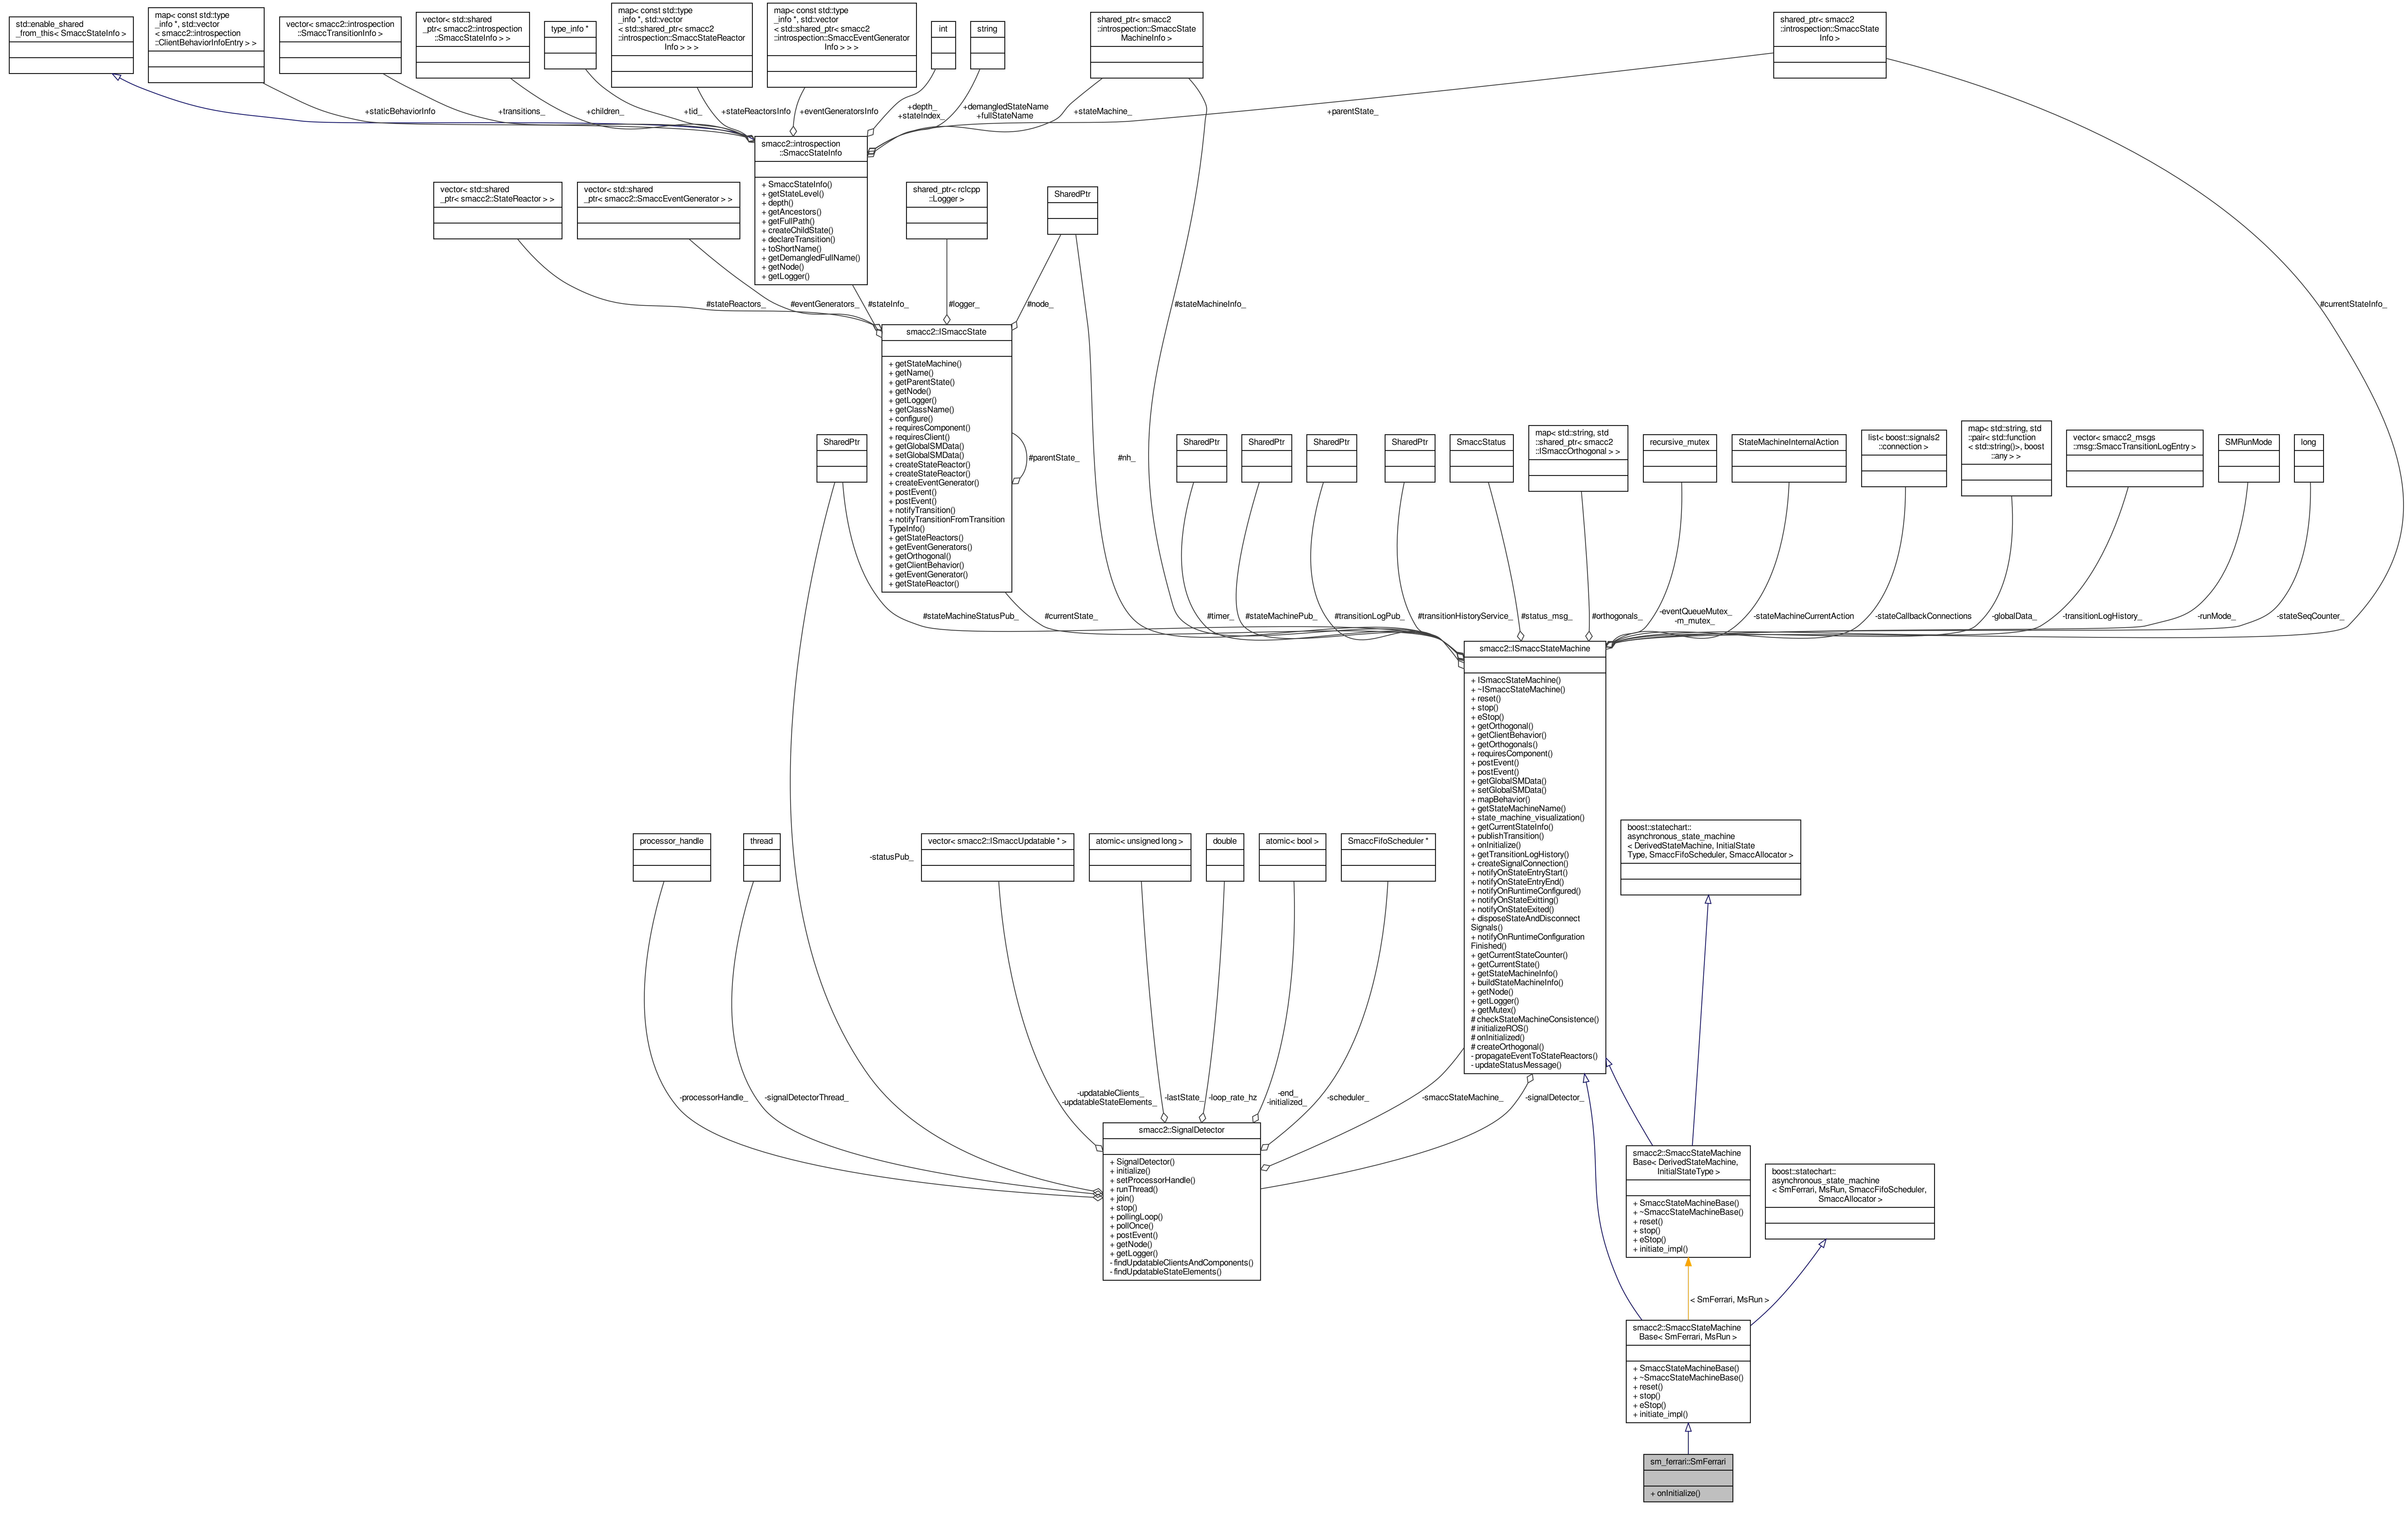 std::enable_shared
_from_this< SmaccStateInfo >
map< const std::type
_info *, std::vector
< smacc2::introspection
::ClientBehaviorInfoEntry > >
vector< smacc2::introspection
::SmaccTransitionInfo >
vector< std::shared
_ptr< smacc2::introspection
::SmaccStateInfo > >
type_info *
map< const std::type
_info *, std::vector
< std::shared_ptr< smacc2
::introspection::SmaccStateReactor
Info > > >
map< const std::type
_info *, std::vector
< std::shared_ptr< smacc2
::introspection::SmaccEventGenerator
Info > > >
int
string
shared_ptr< smacc2
::introspection::SmaccState
MachineInfo >
shared_ptr< smacc2
::introspection::SmaccState
Info >
+staticBehaviorInfo
+transitions_
+children_
+tid_
+stateReactorsInfo
+eventGeneratorsInfo
+depth_
+stateIndex_
+demangledStateName
+fullStateName
+stateMachine_
+parentState_
smacc2::introspection
::SmaccStateInfo
+ SmaccStateInfo()
+ getStateLevel()
+ depth()
+ getAncestors()
+ getFullPath()
+ createChildState()
+ declareTransition()
+ toShortName()
+ getDemangledFullName()
+ getNode()
+ getLogger()
vector< std::shared
_ptr< smacc2::StateReactor > >
vector< std::shared
_ptr< smacc2::SmaccEventGenerator > >
shared_ptr< rclcpp
::Logger >
SharedPtr
#stateReactors_
#eventGenerators_
#stateInfo_
#logger_
#node_
#stateMachineInfo_
#currentStateInfo_
smacc2::ISmaccState
+ getStateMachine()
+ getName()
+ getParentState()
+ getNode()
+ getLogger()
+ getClassName()
+ configure()
+ requiresComponent()
+ requiresClient()
+ getGlobalSMData()
+ setGlobalSMData()
+ createStateReactor()
+ createStateReactor()
+ createEventGenerator()
+ postEvent()
+ postEvent()
+ notifyTransition()
+ notifyTransitionFromTransition
TypeInfo()
+ getStateReactors()
+ getEventGenerators()
+ getOrthogonal()
+ getClientBehavior()
+ getEventGenerator()
+ getStateReactor()
#parentState_
#nh_
SharedPtr
SharedPtr
SharedPtr
SharedPtr
SharedPtr
SmaccStatus
map< std::string, std
::shared_ptr< smacc2
::ISmaccOrthogonal > >
recursive_mutex
StateMachineInternalAction
list< boost::signals2
::connection >
map< std::string, std
::pair< std::function
< std::string()>, boost
::any > >
vector< smacc2_msgs
::msg::SmaccTransitionLogEntry >
SMRunMode
long
#stateMachineStatusPub_
#currentState_
#timer_
#stateMachinePub_
#transitionLogPub_
#transitionHistoryService_
#status_msg_
#orthogonals_
-eventQueueMutex_
-m_mutex_
-stateMachineCurrentAction
-stateCallbackConnections
-globalData_
-transitionLogHistory_
-runMode_
-stateSeqCounter_
smacc2::ISmaccStateMachine
+ ISmaccStateMachine()
+ ~ISmaccStateMachine()
+ reset()
+ stop()
+ eStop()
+ getOrthogonal()
+ getClientBehavior()
+ getOrthogonals()
+ requiresComponent()
+ postEvent()
+ postEvent()
+ getGlobalSMData()
+ setGlobalSMData()
+ mapBehavior()
+ getStateMachineName()
+ state_machine_visualization()
+ getCurrentStateInfo()
+ publishTransition()
+ onInitialize()
+ getTransitionLogHistory()
+ createSignalConnection()
+ notifyOnStateEntryStart()
+ notifyOnStateEntryEnd()
+ notifyOnRuntimeConfigured()
+ notifyOnStateExitting()
+ notifyOnStateExited()
+ disposeStateAndDisconnect
Signals()
+ notifyOnRuntimeConfiguration
Finished()
+ getCurrentStateCounter()
+ getCurrentState()
+ getStateMachineInfo()
+ buildStateMachineInfo()
+ getNode()
+ getLogger()
+ getMutex()
# checkStateMachineConsistence()
# initializeROS()
# onInitialized()
# createOrthogonal()
- propagateEventToStateReactors()
- updateStatusMessage()
processor_handle
thread
-statusPub_
vector< smacc2::ISmaccUpdatable * >
atomic< unsigned long >
double
atomic< bool >
SmaccFifoScheduler *
boost::statechart::
asynchronous_state_machine
< DerivedStateMachine, InitialState
Type, SmaccFifoScheduler, SmaccAllocator >
-processorHandle_
-signalDetectorThread_
-updatableClients_
-updatableStateElements_
-lastState_
-loop_rate_hz
-end_
-initialized_
-scheduler_
-smaccStateMachine_
-signalDetector_
smacc2::SignalDetector
+ SignalDetector()
+ initialize()
+ setProcessorHandle()
+ runThread()
+ join()
+ stop()
+ pollingLoop()
+ pollOnce()
+ postEvent()
+ getNode()
+ getLogger()
- findUpdatableClientsAndComponents()
- findUpdatableStateElements()
smacc2::SmaccStateMachine
Base< DerivedStateMachine,
InitialStateType >
+ SmaccStateMachineBase()
+ ~SmaccStateMachineBase()
+ reset()
+ stop()
+ eStop()
+ initiate_impl()
boost::statechart::
asynchronous_state_machine
< SmFerrari, MsRun, SmaccFifoScheduler,
SmaccAllocator >
< SmFerrari, MsRun >
smacc2::SmaccStateMachine
Base< SmFerrari, MsRun >
+ SmaccStateMachineBase()
+ ~SmaccStateMachineBase()
+ reset()
+ stop()
+ eStop()
+ initiate_impl()
sm_ferrari::SmFerrari
+ onInitialize()